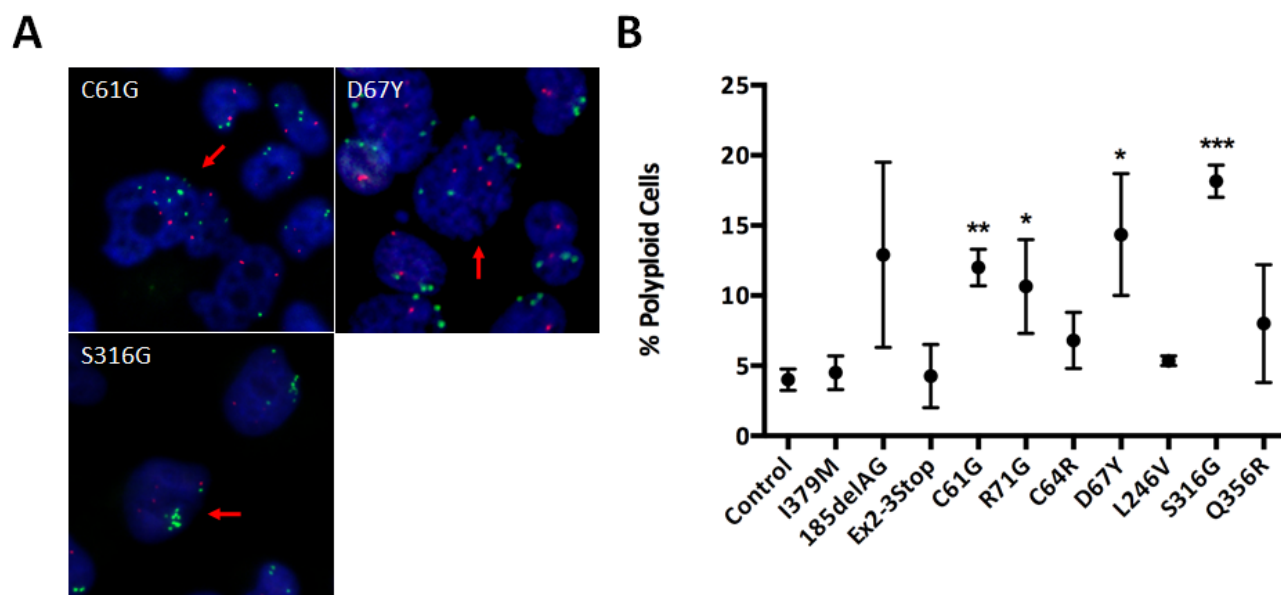 A
B
C61G
D67Y
S316G
% Polyploid Cells
25
20
15
10
5
0
*
**
*
***
Control
I379M
185delAG
Ex2-3Stop
C61G
R71G
C64R
D67Y
L246V
S316G
Q356R